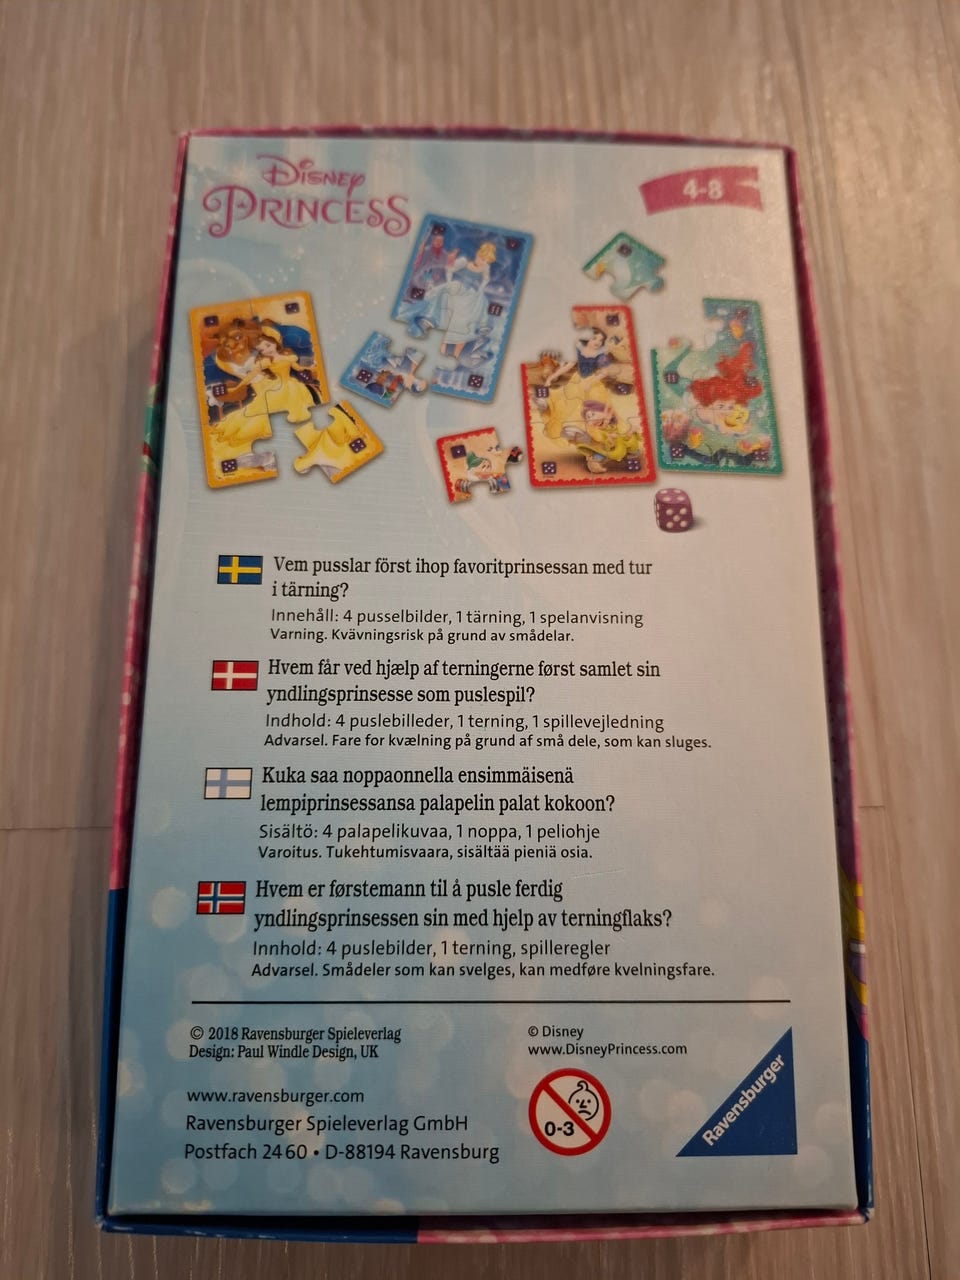 Disney
PRINCESS
4-8
Vem pusslar först ihop favoritprinsessan med tur
i tärning?
Innehåll: 4 pusselbilder, 1 tärning, 1 spelanvisning
Varning. Kvävningsrisk på grund av smådelar.
Hvem får ved hjælp af terningerne først samlet sin
yndlingsprinsesse som puslespil?
Indhold: 4 puslebilleder, 1 terning, 1 spillevejledning
Advarsel. Fare for kvælning på grund af små dele, som kan sluges.
Kuka saa noppaonnella ensimmäisenä
lempiprinsessansa palapelin palat kokoon?
Sisältö: 4 palapelikuvaa, 1 noppa, 1 peliohje
Varoitus. Tukehtumisvaara, sisältää pieniä osia.
Hvem er førstemann til å pusle ferdig
yndlingsprinsessen sin med hjelp av terningflaks?
Innhold: 4 puslebilder, 1 terning, spilleregler
Advarsel. Smådeler som kan svelges, kan medføre kvelningsfare.
© 2018 Ravensburger Spieleverlag
Design: Paul Windle Design, UK
© Disney
www.DisneyPrincess.com
www.ravensburger.com
Ravensburger Spieleverlag GmbH
Postfach 24 60 • D-88194 Ravensburg
0-3
Ravensburger